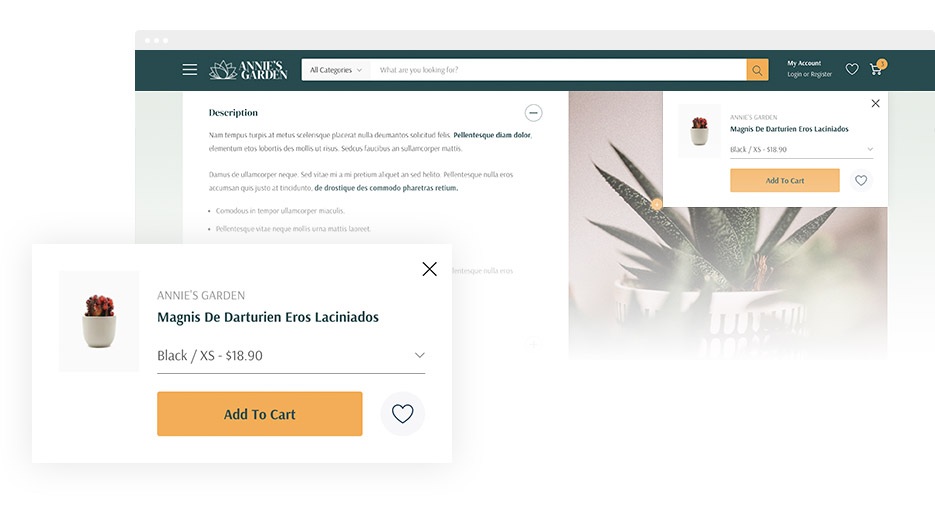 ANNIE'S
GARDEN
All Categories
What are you looking for?
My Account
Login or Register
3
Description
Nam tempus turpis at metus scelerisque placerat nulla deumantos solicitud felis. Pellentesque diam dolor,
elementum etos lobortis des mollis ut risus. Sedcus faucibus an sullamcorper mattis.
Damus de ullamcorper neque. Sed vitae mi a mi pretium aliquet an sed helito. Pellentesque nulla eros
accumsan quis justo at tincidunto, de drostique des commodo pharetras retium.
Comodous in tempor ullamcorper miaculis.
Pellentesque vitae neque mollis urna mattis laoreet.
lentesque nulla eros
ANNIE'S GARDEN
Magnis De Darturien Eros Laciniados
Black / XS - $18.90
Add To Cart
ANNIE'S GARDEN
Magnis De Darturien Eros Laciniados
Black / XS - $18.90
Add To Cart